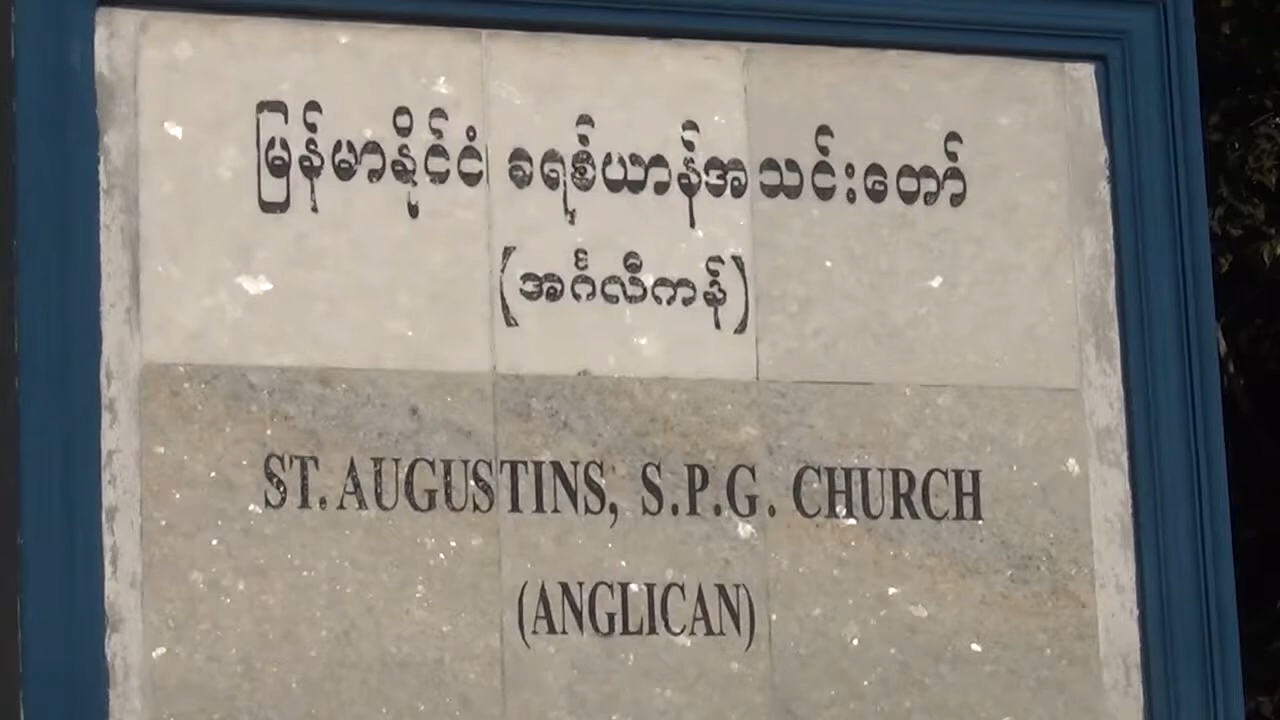 မြန်မာနိုင်ငံ ခရစ်ယာန်အသင်းတော်
(အင်္ဂလီကန်)
ST. AUGUSTINS, S.P.G. CHURCH
(ANGLICAN)